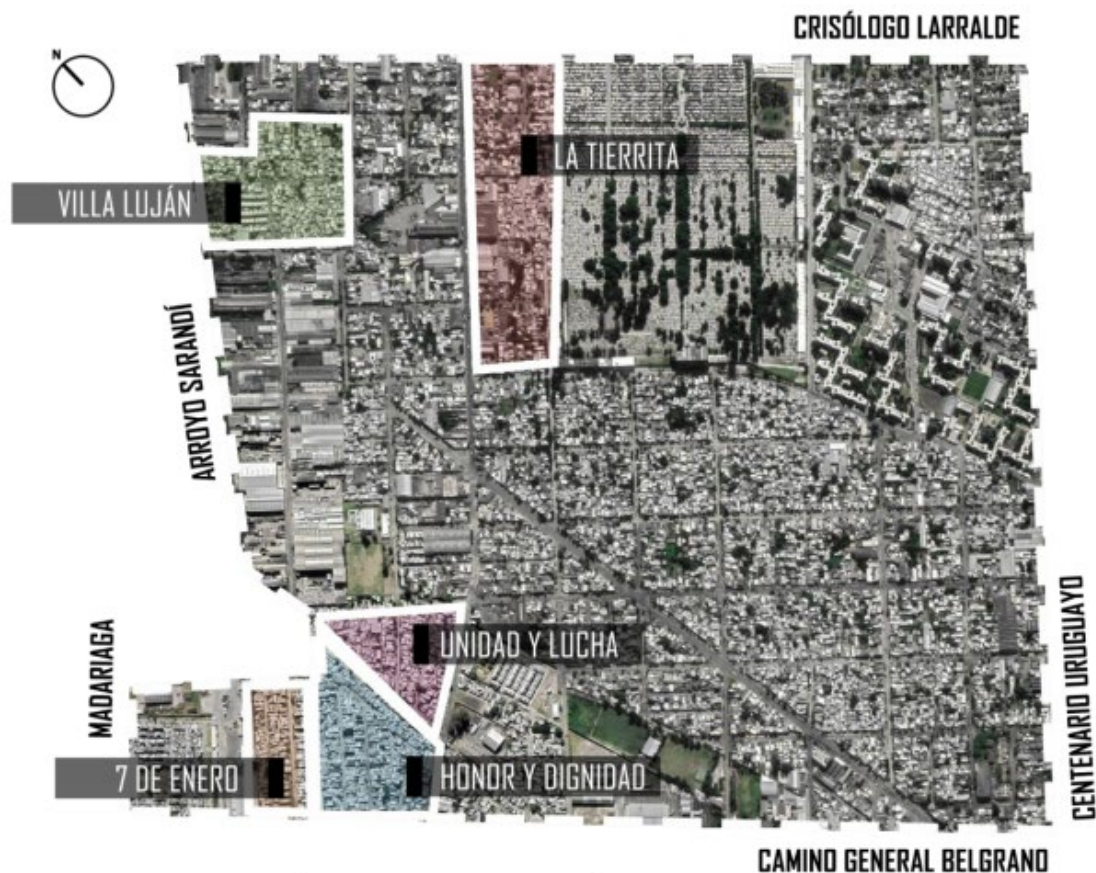 CRISÓLOGO LARRALDE
N
LA TIERRITA
VILLA LUJÁN
ARROYO SARANDÍ
UNIDAD Y LUCHA
MADARIAGA
7 DE ENERO
HONOR Y DIGNIDAD
CENTENARIO URUGUAYO
CAMINO GENERAL BELGRANO